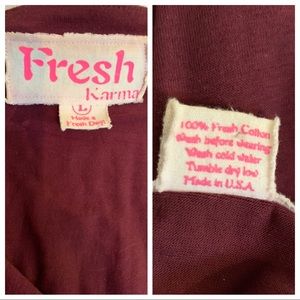 Fresh
Karma
L
Made a
Fresh Day!
100% Fresh Cotton
Wash before wearing
Wash cold water
Tumble dry low
Made in U.S.A.